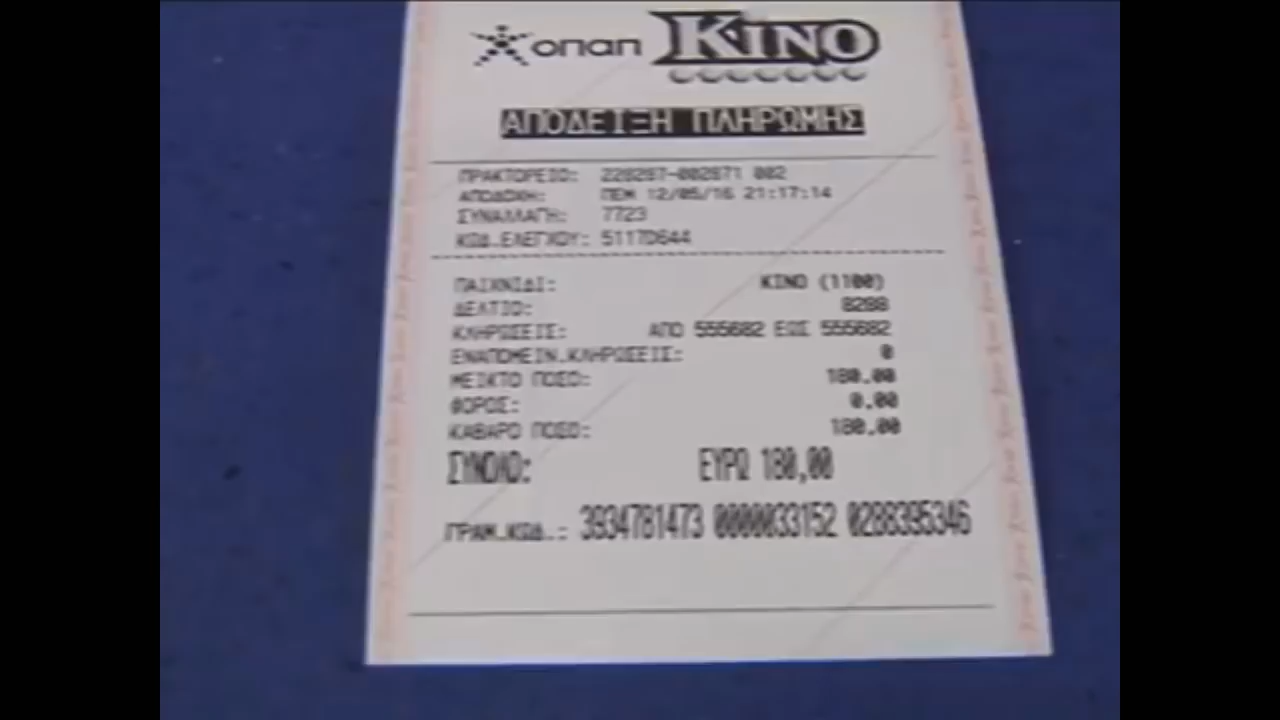 οπαπ ΚΙΝΟ
ΑΠΟΔΕΙΞΗ ΠΛΗΡΩΜΗΣ
ΠΡΑΚΤΟΡΕΙΟ: 228287-002871 002
ΑΠΟΔΟΧΗ: ΠΕΜ 12/05/16 21:17:14
ΣΥΝΑΛΛΑΓΗ: 7723
ΚΩΔ.ΕΛΕΓΧΟΥ: 5117D644
ΠΑΙΧΝΙΔΙ: ΚΙΝΟ (1100)
ΔΕΛΤΙΟ: 8288
ΚΛΗΡΩΣΕΙΣ: ΑΠΟ 555682 ΕΩΣ 555682
ΕΝΑΠΟΜΕΙΝ.ΚΛΗΡΩΣΕΙΣ: 0
ΜΕΙΚΤΟ ΠΟΣΟ: 180.00
ΦΟΡΟΣ: 0.00
ΚΑΘΑΡΟ ΠΟΣΟ: 180.00
ΣΥΝΟΛΟ: ΕΥΡΩ 180,00
ΓΡΑΜ.ΚΩΔ.: 3934781473 0000033152 0288395346